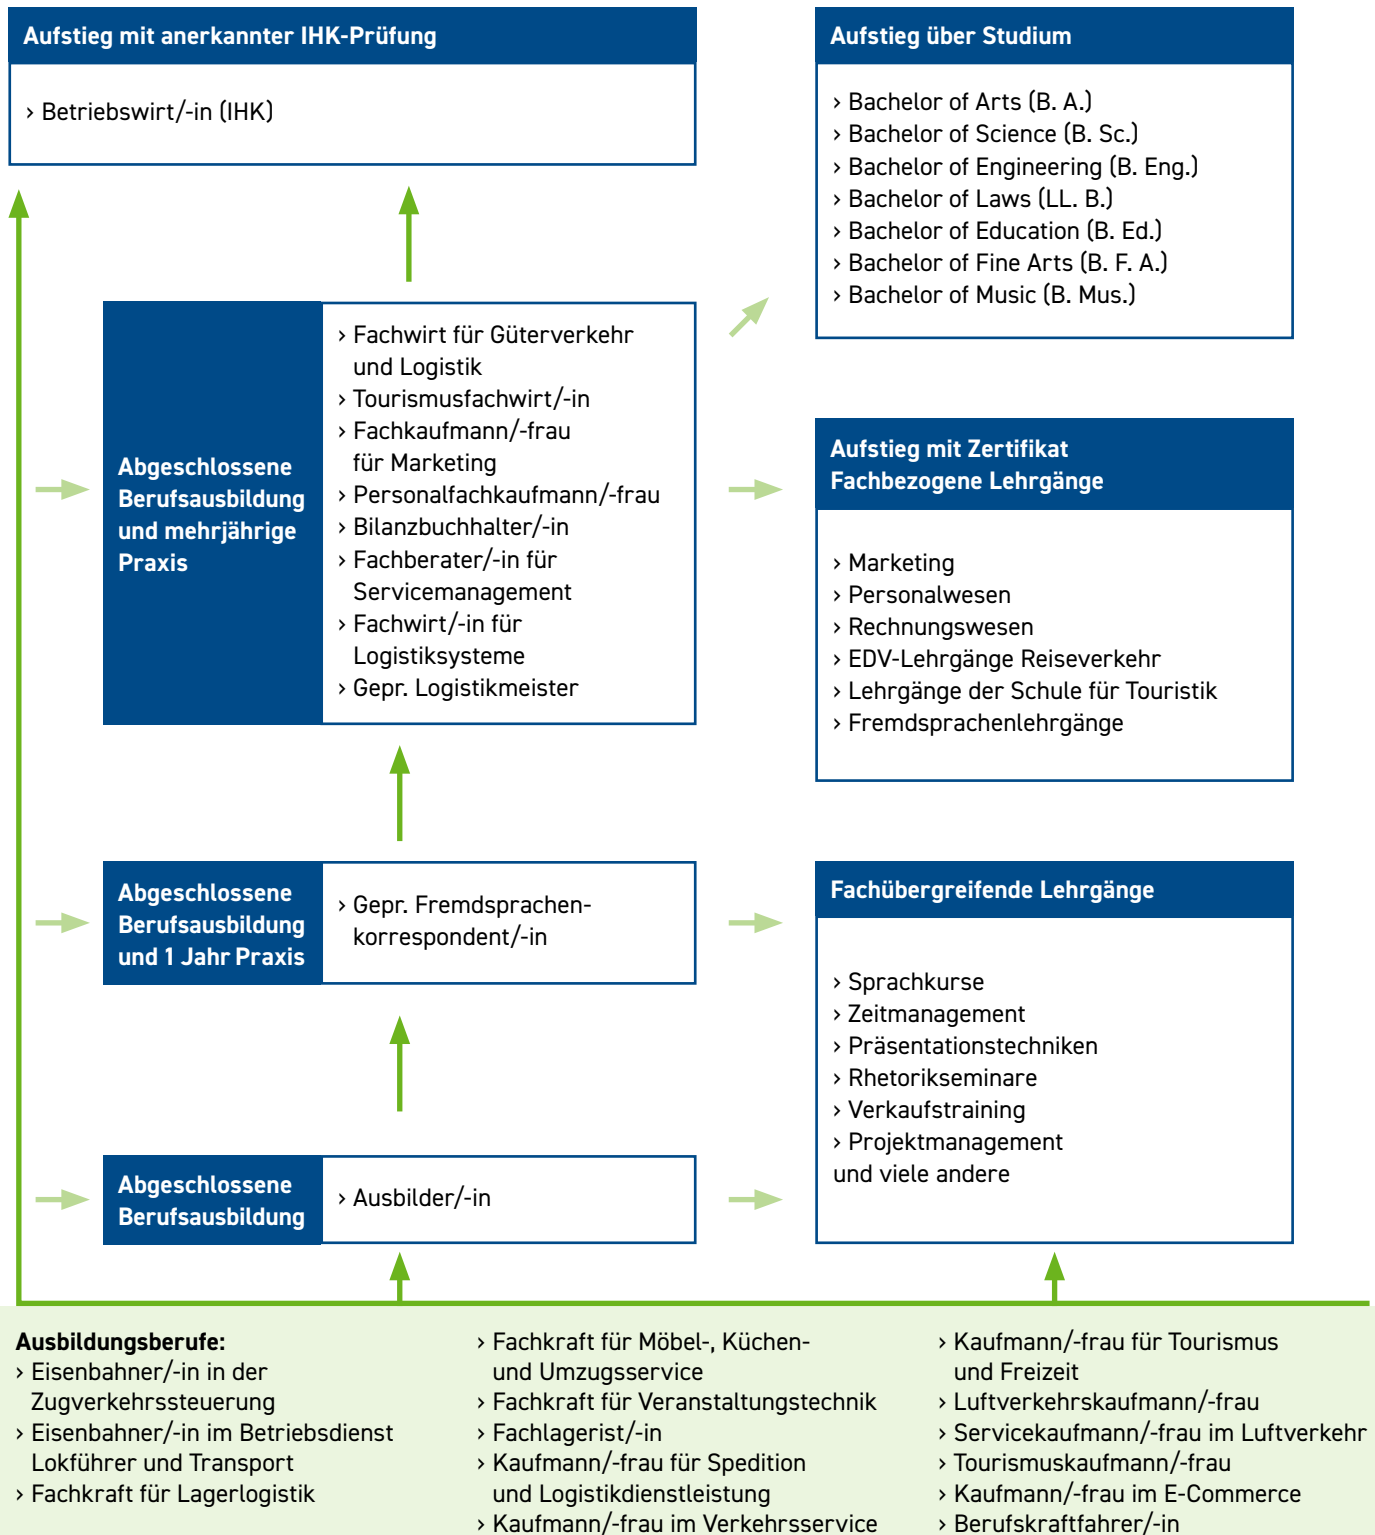 Aufstieg mit anerkannter IHK-Prüfung
› Betriebswirt/-in (IHK)
Aufstieg über Studium
› Bachelor of Arts (B. A.)
› Bachelor of Science (B. Sc.)
› Bachelor of Engineering (B. Eng.)
› Bachelor of Laws (LL. B.)
› Bachelor of Education (B. Ed.)
› Bachelor of Fine Arts (B. F. A.)
› Bachelor of Music (B. Mus.)
Abgeschlossene
Berufsausbildung
und mehrjährige
Praxis
› Fachwirt für Güterverkehr
und Logistik
› Tourismusfachwirt/-in
› Fachkaufmann/-frau
für Marketing
› Personalfachkaufmann/-frau
› Bilanzbuchhalter/-in
› Fachberater/-in für
Servicemanagement
› Fachwirt/-in für
Logistiksysteme
› Gepr. Logistikmeister
Aufstieg mit Zertifikat
Fachbezogene Lehrgänge
› Marketing
› Personalwesen
› Rechnungswesen
› EDV-Lehrgänge Reiseverkehr
› Lehrgänge der Schule für Touristik
› Fremdsprachenlehrgänge
Abgeschlossene
Berufsausbildung
und 1 Jahr Praxis
› Gepr. Fremdsprachen-
korrespondent/-in
Fachübergreifende Lehrgänge
› Sprachkurse
› Zeitmanagement
› Präsentationstechniken
› Rhetorikseminare
› Verkaufstraining
› Projektmanagement
und viele andere
Abgeschlossene
Berufsausbildung
› Ausbilder/-in
Ausbildungsberufe:
› Eisenbahner/-in in der
Zugverkehrssteuerung
› Eisenbahner/-in im Betriebsdienst
Lokführer und Transport
› Fachkraft für Lagerlogistik
› Fachkraft für Möbel-, Küchen-
und Umzugsservice
› Fachkraft für Veranstaltungstechnik
› Fachlagerist/-in
› Kaufmann/-frau für Spedition
und Logistikdienstleistung
› Kaufmann/-frau im Verkehrsservice
› Kaufmann/-frau für Tourismus
und Freizeit
› Luftverkehrskaufmann/-frau
› Servicekaufmann/-frau im Luftverkehr
› Tourismuskaufmann/-frau
› Kaufmann/-frau im E-Commerce
› Berufskraftfahrer/-in